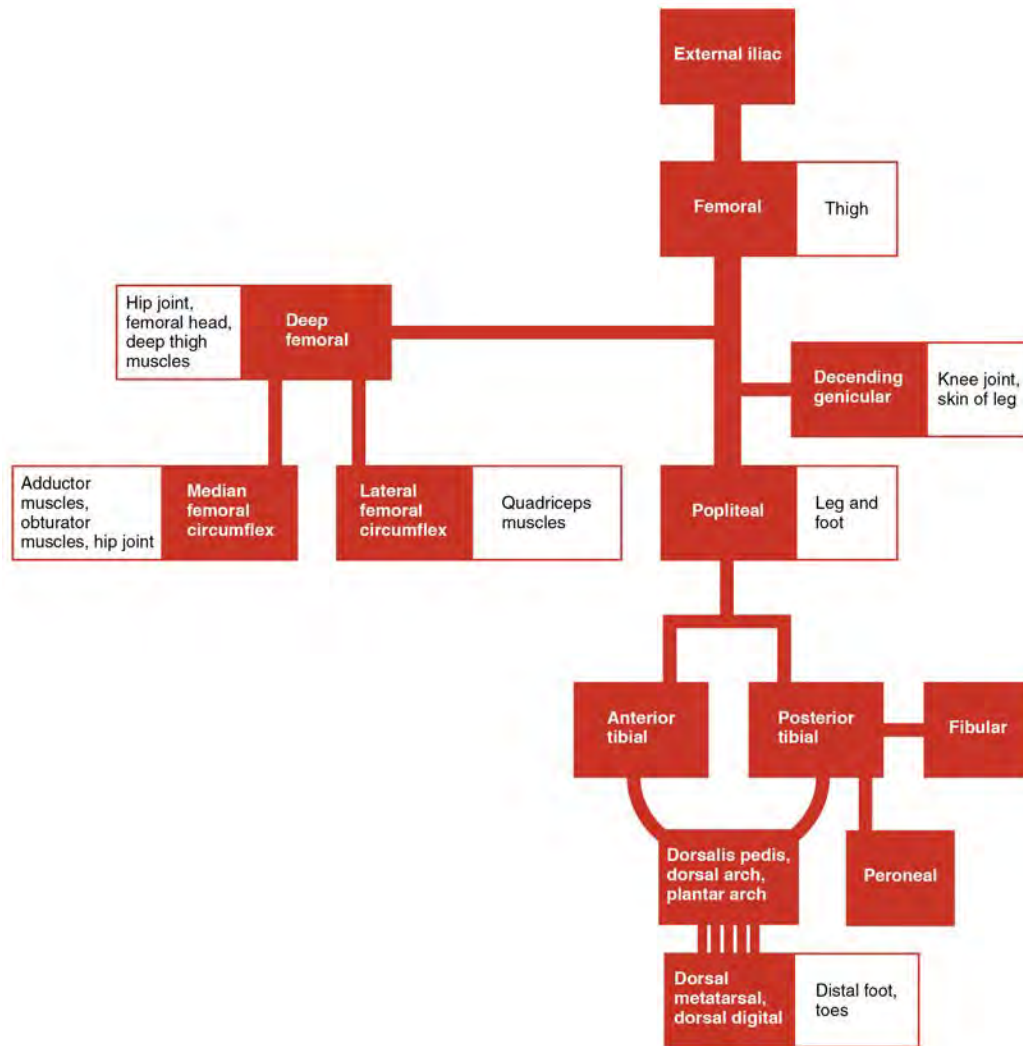 External iliac
Femoral
Thigh
Hip joint,
femoral head,
deep thigh
muscles
Deep
femoral
Decending
genicular
Knee joint,
skin of leg
Adductor
muscles,
obturator
muscles, hip joint
Median
femoral
circumflex
Lateral
femoral
circumflex
Quadriceps
muscles
Popliteal
Leg and
foot
Anterior
tibial
Posterior
tibial
Fibular
Dorsalis pedis,
dorsal arch,
plantar arch
Peroneal
Dorsal
metatarsal,
dorsal digital
Distal foot,
toes